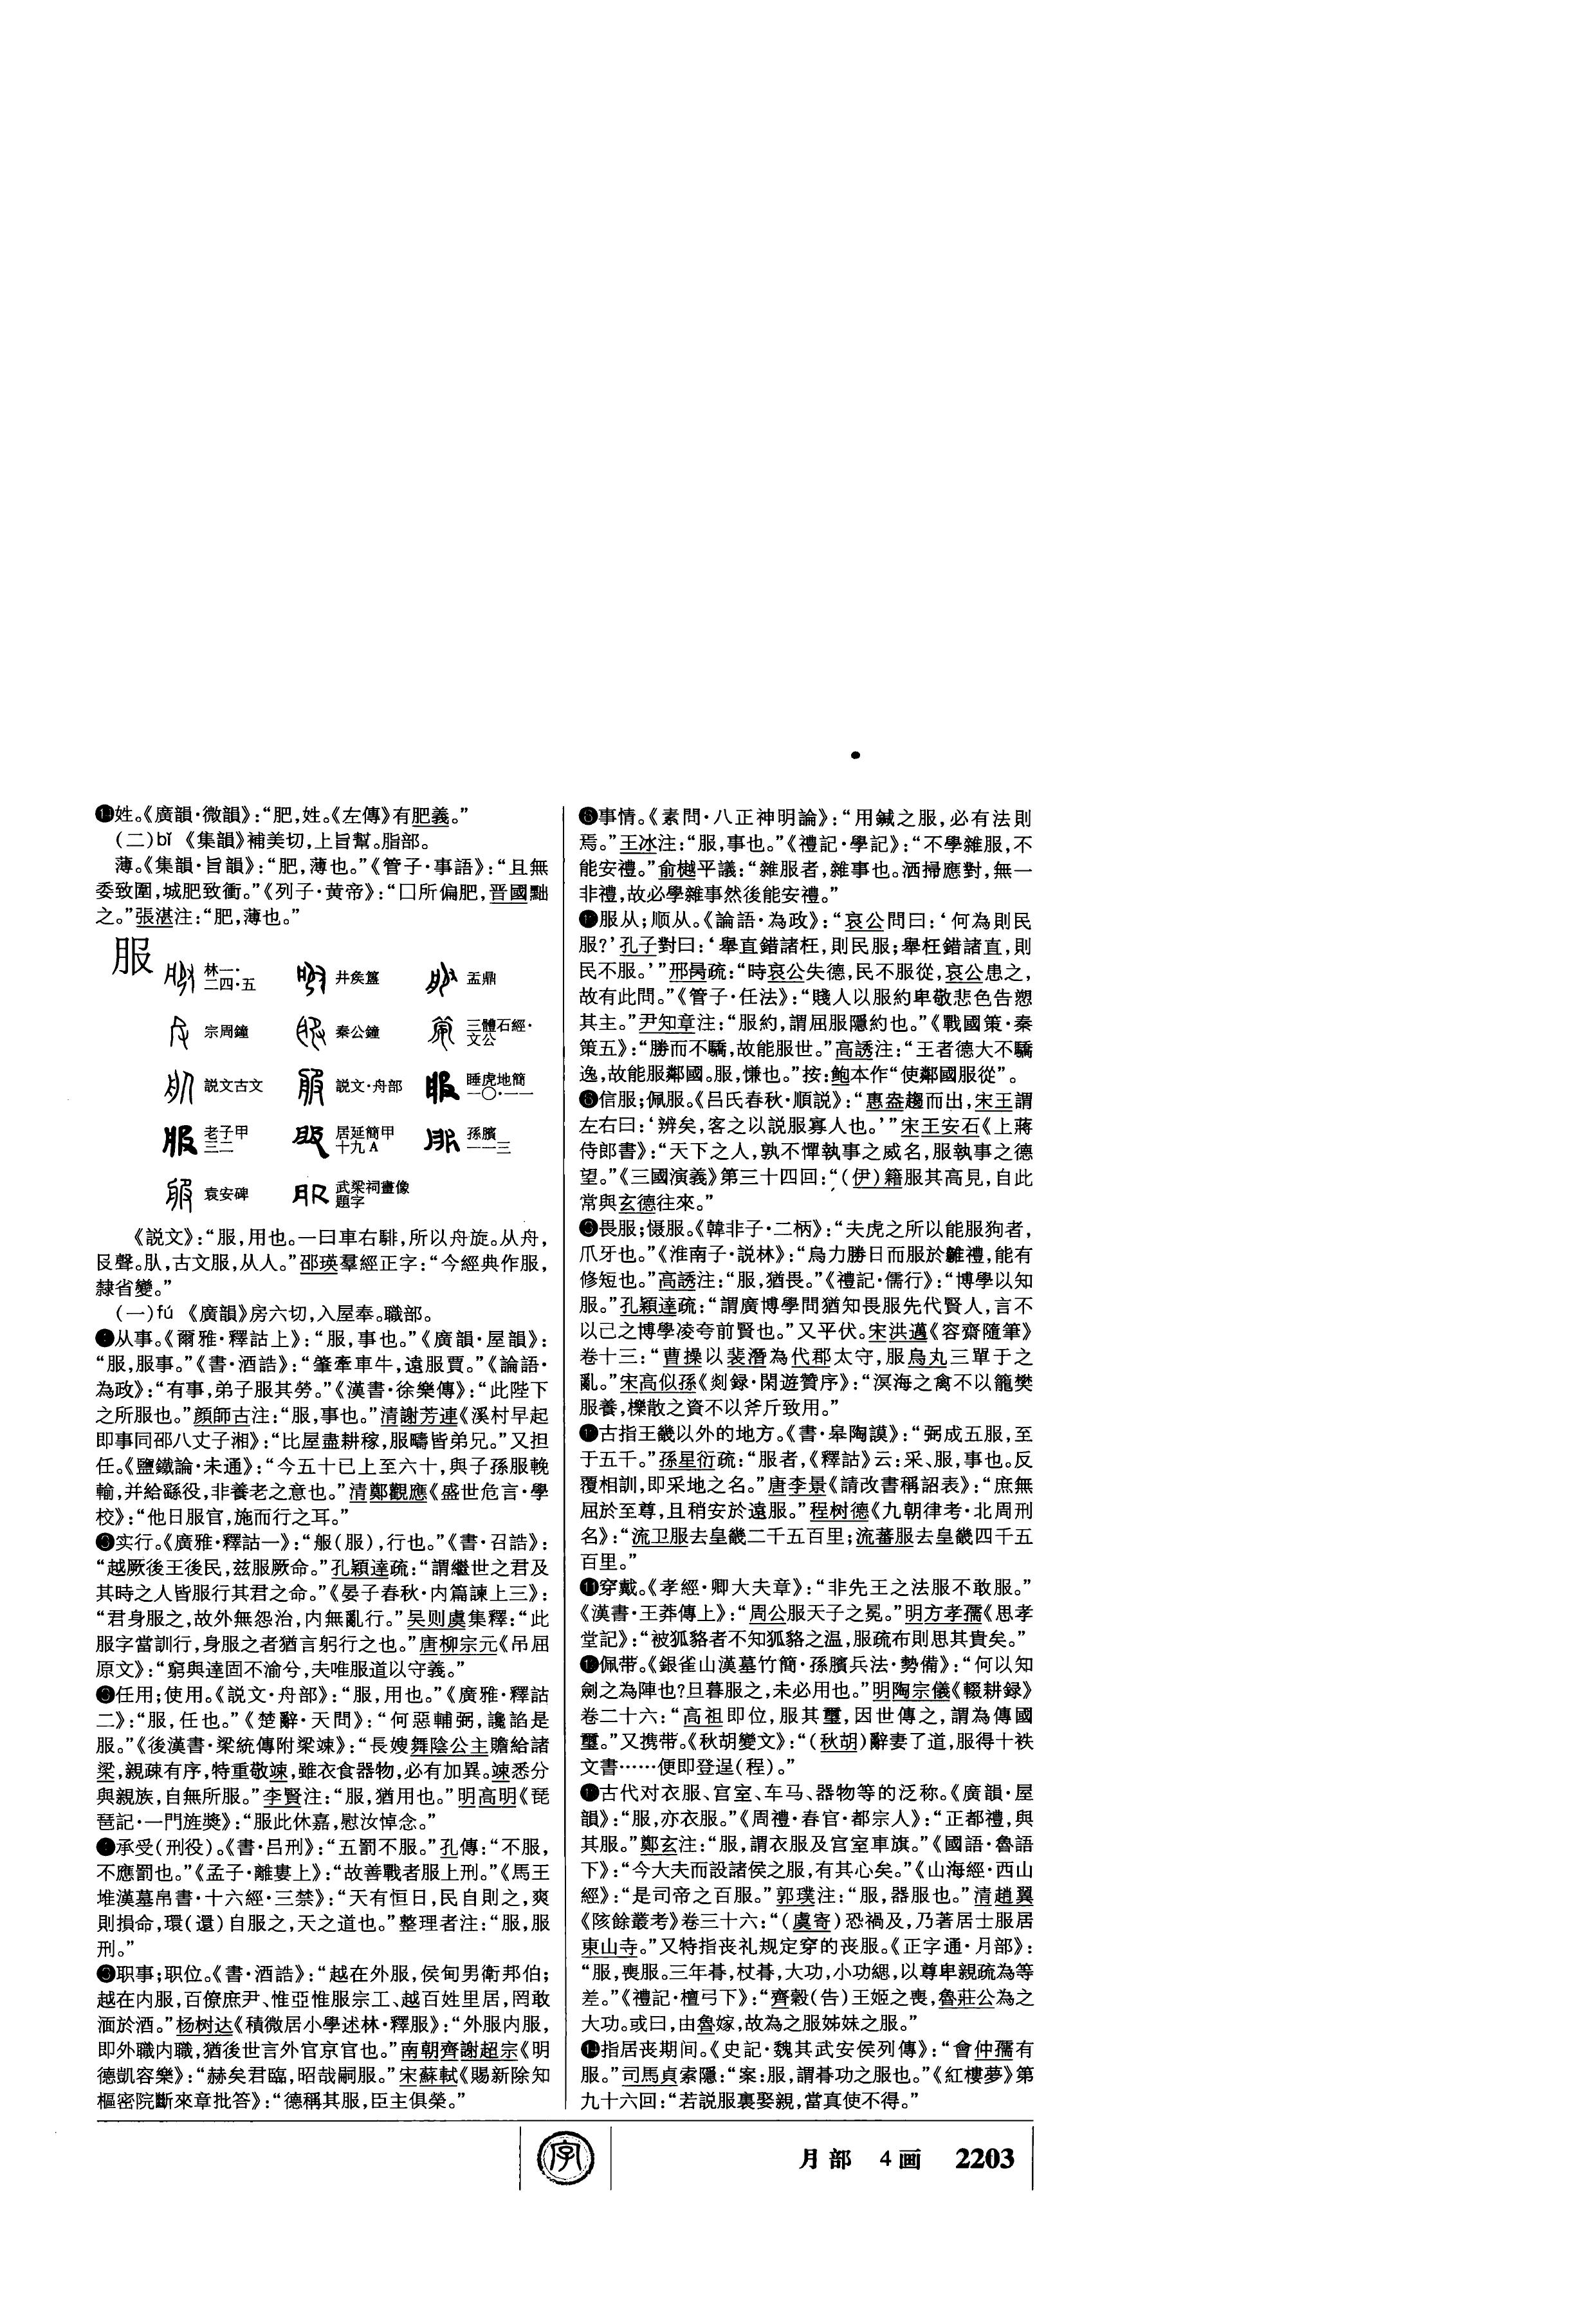 ⓮姓。《廣韻·微韻》：“肥，姓。《左傳》有肥義。”
（二）bǐ 《集韻》補美切，上旨幫。脂部。
薄。《集韻·旨韻》：“肥，薄也。”《管子·事語》：“且無
委致圍，城肥致衝。”《列子·黄帝》：“口所偏肥，晋國黜
之。”張湛注：“肥，薄也。”
服
林一·二四·五 井矦簋 盂鼎
宗周鐘 秦公鐘 三體石經·文公
説文古文 説文·舟部 睡虎地簡一〇·一一
老子甲三二 居延簡甲十九A 孫臏一一三
袁安碑 武梁祠畫像題字
《説文》：“服，用也。一曰車右騑，所以舟旋。从舟，
𠬝聲。𦨕，古文服，从人。”邵瑛羣經正字：“今經典作服，
隸省變。”
（一）fú 《廣韻》房六切，入屋奉。職部。
❶从事。《爾雅·釋詁上》：“服，事也。”《廣韻·屋韻》：
“服，服事。”《書·酒誥》：“肇牽車牛，遠服賈。”《論語·
為政》：“有事，弟子服其勞。”《漢書·徐樂傳》：“此陛下
之所服也。”顔師古注：“服，事也。”清謝芳連《溪村早起
即事同邵八丈子湘》：“比屋盡耕稼，服疇皆弟兄。”又担
任。《鹽鐵論·未通》：“今五十已上至六十，與子孫服輓
輸，并給繇役，非養老之意也。”清鄭觀應《盛世危言·學
校》：“他日服官，施而行之耳。”
❷实行。《廣雅·釋詁一》：“般（服），行也。”《書·召誥》：
“越厥後王後民，兹服厥命。”孔穎達疏：“謂繼世之君及
其時之人皆服行其君之命。”《晏子春秋·内篇諫上三》：
“君身服之，故外無怨治，内無亂行。”吴则虞集釋：“此
服字當訓行，身服之者猶言躬行之也。”唐柳宗元《吊屈
原文》：“窮與達固不渝兮，夫唯服道以守義。”
❸任用；使用。《説文·舟部》：“服，用也。”《廣雅·釋詁
二》：“服，任也。”《楚辭·天問》：“何惡輔弼，讒諂是
服。”《後漢書·梁統傳附梁竦》：“長嫂舞陰公主贍給諸
梁，親疎有序，特重敬竦，雖衣食器物，必有加異。竦悉分
與親族，自無所服。”李賢注：“服，猶用也。”明高明《琵
琶記·一門旌奬》：“服此休嘉，慰汝悼念。”
❹承受（刑役）。《書·吕刑》：“五罰不服。”孔傳：“不服，
不應罰也。”《孟子·離婁上》：“故善戰者服上刑。”《馬王
堆漢墓帛書·十六經·三禁》：“天有恒日，民自則之，爽
則損命，環（還）自服之，天之道也。”整理者注：“服，服
刑。”
❺职事；职位。《書·酒誥》：“越在外服，侯甸男衛邦伯；
越在内服，百僚庶尹、惟亞惟服宗工、越百姓里居，罔敢
湎於酒。”杨树达《積微居小學述林·釋服》：“外服内服，
即外職内職，猶後世言外官京官也。”南朝齊謝超宗《明
德凱容樂》：“赫矣君臨，昭哉嗣服。”宋蘇軾《賜新除知
樞密院斷來章批答》：“德稱其服，臣主俱榮。”
❻事情。《素問·八正神明論》：“用鍼之服，必有法則
焉。”王冰注：“服，事也。”《禮記·學記》：“不學雜服，不
能安禮。”俞樾平議：“雜服者，雜事也。洒掃應對，無一
非禮，故必學雜事然後能安禮。”
❼服从；顺从。《論語·為政》：“哀公問曰：‘何為則民
服？’孔子對曰：‘舉直錯諸枉，則民服；舉枉錯諸直，則
民不服。’”邢昺疏：“時哀公失德，民不服從，哀公患之，
故有此問。”《管子·任法》：“賤人以服約卑敬悲色告愬
其主。”尹知章注：“服約，謂屈服隱約也。”《戰國策·秦
策五》：“勝而不驕，故能服世。”高誘注：“王者德大不驕
逸，故能服鄰國。服，慊也。”按：鮑本作“使鄰國服從”。
❽信服；佩服。《吕氏春秋·順説》：“惠盎趨而出，宋王謂
左右曰：‘辨矣，客之以説服寡人也。’”宋王安石《上蔣
侍郎書》：“天下之人，孰不憚執事之威名，服執事之德
望。”《三國演義》第三十四回：“（伊）籍服其高見，自此
常與玄德往來。”
❾畏服；慑服。《韓非子·二柄》：“夫虎之所以能服狗者，
爪牙也。”《淮南子·説林》：“烏力勝日而服於鵻禮，能有
修短也。”高誘注：“服，猶畏。”《禮記·儒行》：“博學以知
服。”孔穎達疏：“謂廣博學問猶知畏服先代賢人，言不
以己之博學凌夸前賢也。”又平伏。宋洪邁《容齋隨筆》
卷十三：“曹操以裴潛為代郡太守，服烏丸三單于之
亂。”宋高似孫《剡録·閑遊贊序》：“溟海之禽不以籠樊
服養，櫟散之資不以斧斤致用。”
❿古指王畿以外的地方。《書·皋陶謨》：“弼成五服，至
于五千。”孫星衍疏：“服者，《釋詁》云：采、服，事也。反
覆相訓，即采地之名。”唐李景《請改書稱詔表》：“庶無
屈於至尊，且稍安於遠服。”程树德《九朝律考·北周刑
名》：“流卫服去皇畿二千五百里；流蕃服去皇畿四千五
百里。”
⓫穿戴。《孝經·卿大夫章》：“非先王之法服不敢服。”
《漢書·王莽傳上》：“周公服天子之冕。”明方孝孺《思孝
堂記》：“被狐貉者不知狐貉之温，服疏布則思其貴矣。”
⓬佩带。《銀雀山漢墓竹簡·孫臏兵法·勢備》：“何以知
劍之為陣也？旦暮服之，未必用也。”明陶宗儀《輟耕録》
卷二十六：“高祖即位，服其璽，因世傳之，謂為傳國
璽。”又携带。《秋胡變文》：“（秋胡）辭妻了道，服得十袟
文書……便即登逞（程）。”
⓭古代对衣服、宫室、车马、器物等的泛称。《廣韻·屋
韻》：“服，亦衣服。”《周禮·春官·都宗人》：“正都禮，與
其服。”鄭玄注：“服，謂衣服及宫室車旗。”《國語·魯語
下》：“今大夫而設諸侯之服，有其心矣。”《山海經·西山
經》：“是司帝之百服。”郭璞注：“服，器服也。”清趙翼
《陔餘叢考》卷三十六：“（虞寄）恐禍及，乃著居士服居
東山寺。”又特指丧礼规定穿的丧服。《正字通·月部》：
“服，喪服。三年朞，杖朞，大功，小功緦，以尊卑親疏為等
差。”《禮記·檀弓下》：“齊穀（告）王姬之喪，魯莊公為之
大功。或曰，由魯嫁，故為之服姊妹之服。”
⓮指居丧期间。《史記·魏其武安侯列傳》：“會仲孺有
服。”司馬貞索隱：“案：服，謂朞功之服也。”《紅樓夢》第
九十六回：“若説服裏娶親，當真使不得。”
字
月部 4画 2203